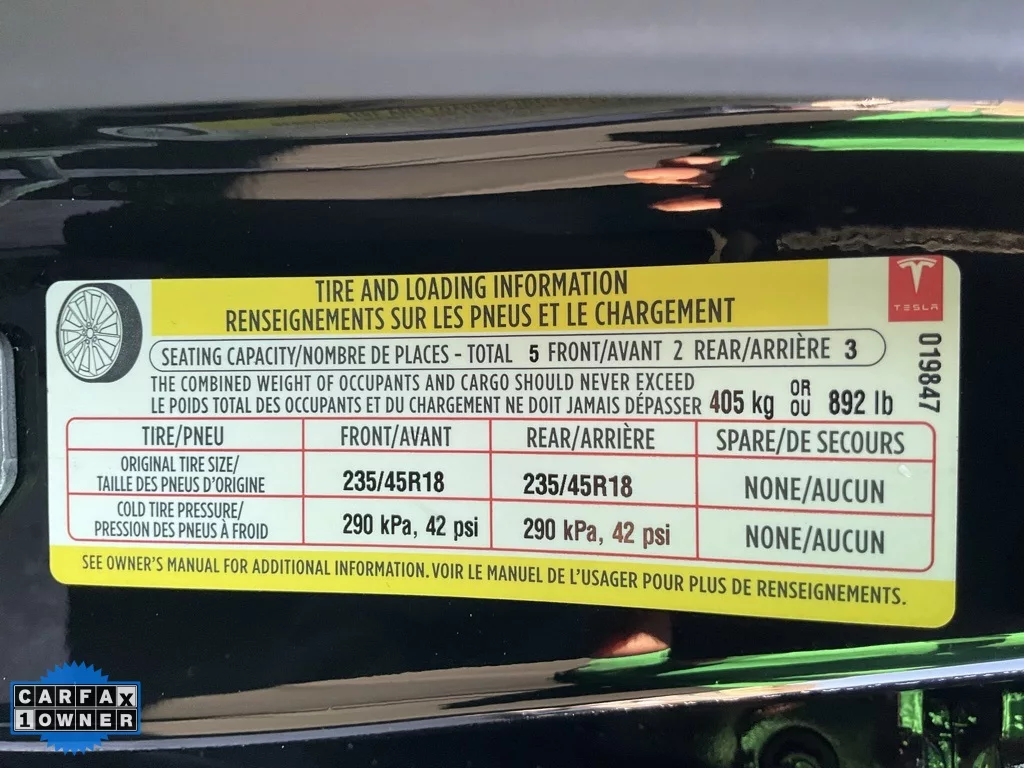 TIRE AND LOADING INFORMATION
RENSEIGNEMENTS SUR LES PNEUS ET LE CHARGEMENT
TESLA
SEATING CAPACITY/NOMBRE DE PLACES - TOTAL 5 FRONT/AVANT 2 REAR/ARRIÈRE 3
019847
THE COMBINED WEIGHT OF OCCUPANTS AND CARGO SHOULD NEVER EXCEED
LE POIDS TOTAL DES OCCUPANTS ET DU CHARGEMENT NE DOIT JAMAIS DÉPASSER 405 kg OR OU 892 lb
TIRE/PNEU FRONT/AVANT REAR/ARRIÈRE SPARE/DE SECOURS
ORIGINAL TIRE SIZE/
TAILLE DES PNEUS D'ORIGINE 235/45R18 235/45R18 NONE/AUCUN
COLD TIRE PRESSURE/
PRESSION DES PNEUS À FROID 290 kPa, 42 psi 290 kPa, 42 psi NONE/AUCUN
SEE OWNER'S MANUAL FOR ADDITIONAL INFORMATION. VOIR LE MANUEL DE L'USAGER POUR PLUS DE RENSEIGNEMENTS.
CARFAX
1 OWNER